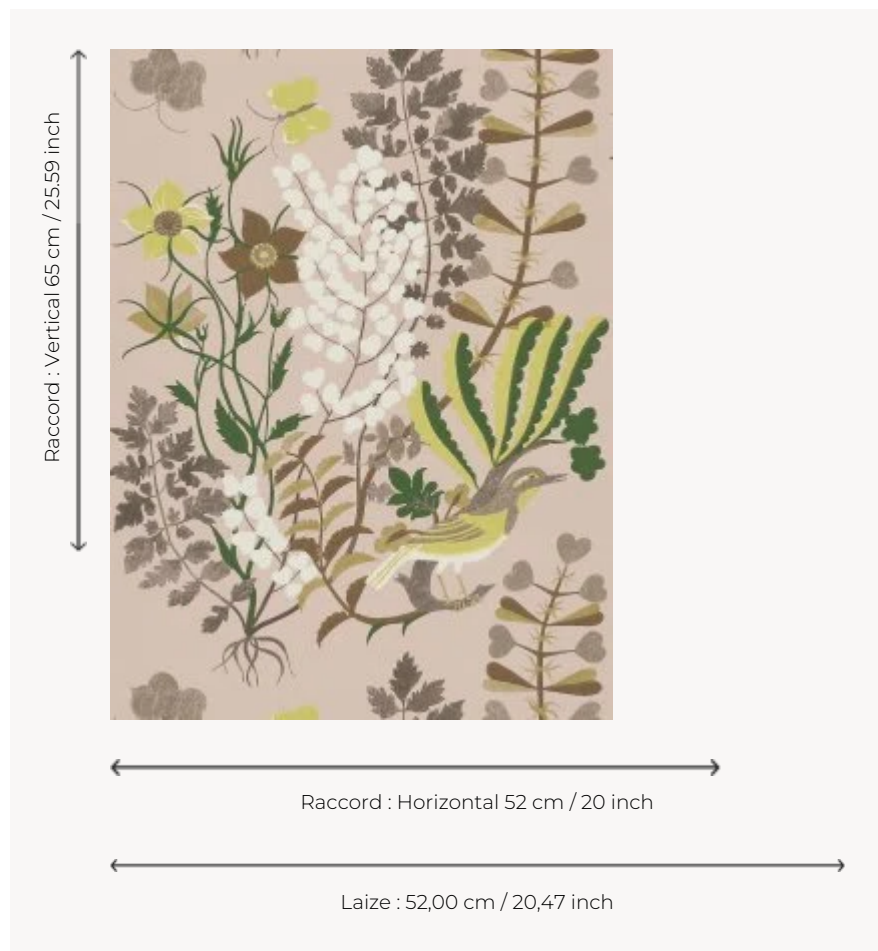 Raccord : Vertical 65 cm / 25.59 inch
Raccord : Horizontal 52 cm / 20 inch
Laize : 52,00 cm / 20,47 inch